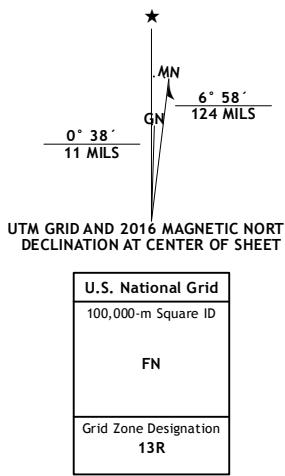 ★
MN
GN
6° 58´
124 MILS
0° 38´
11 MILS
UTM GRID AND 2016 MAGNETIC NORT
DECLINATION AT CENTER OF SHEET
U.S. National Grid
100,000-m Square ID
FN
Grid Zone Designation
13R